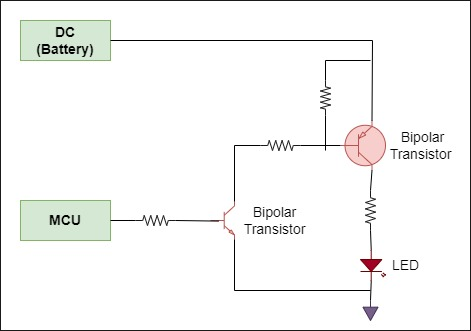 DC
(Battery)
Bipolar
Transistor
MCU
Bipolar
Transistor
LED